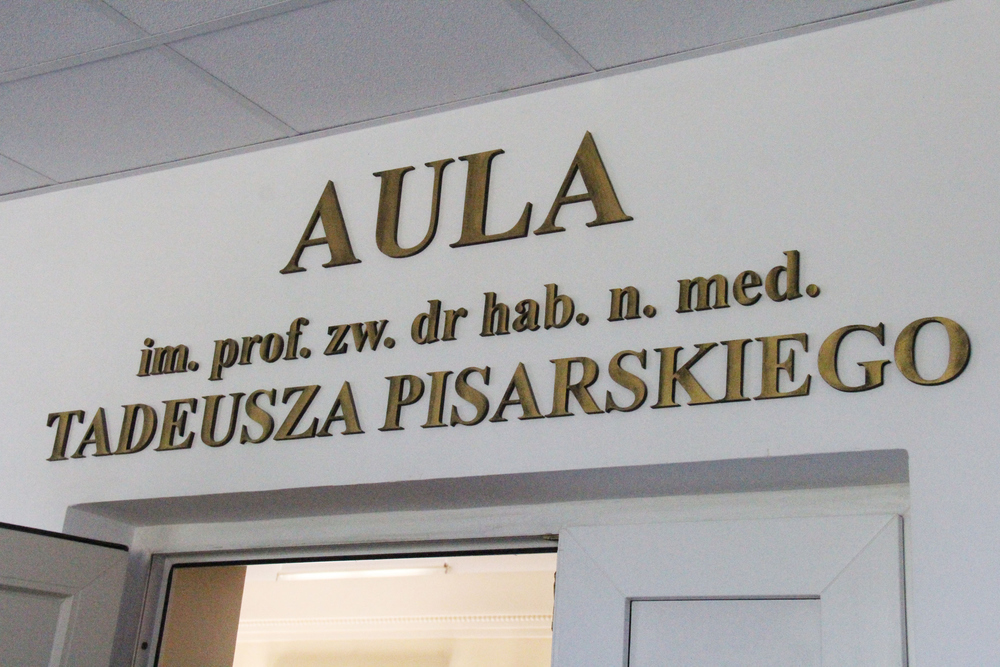 AULA
im. prof. zw. dr hab. n. med.
TADEUSZA PISARSKIEGO